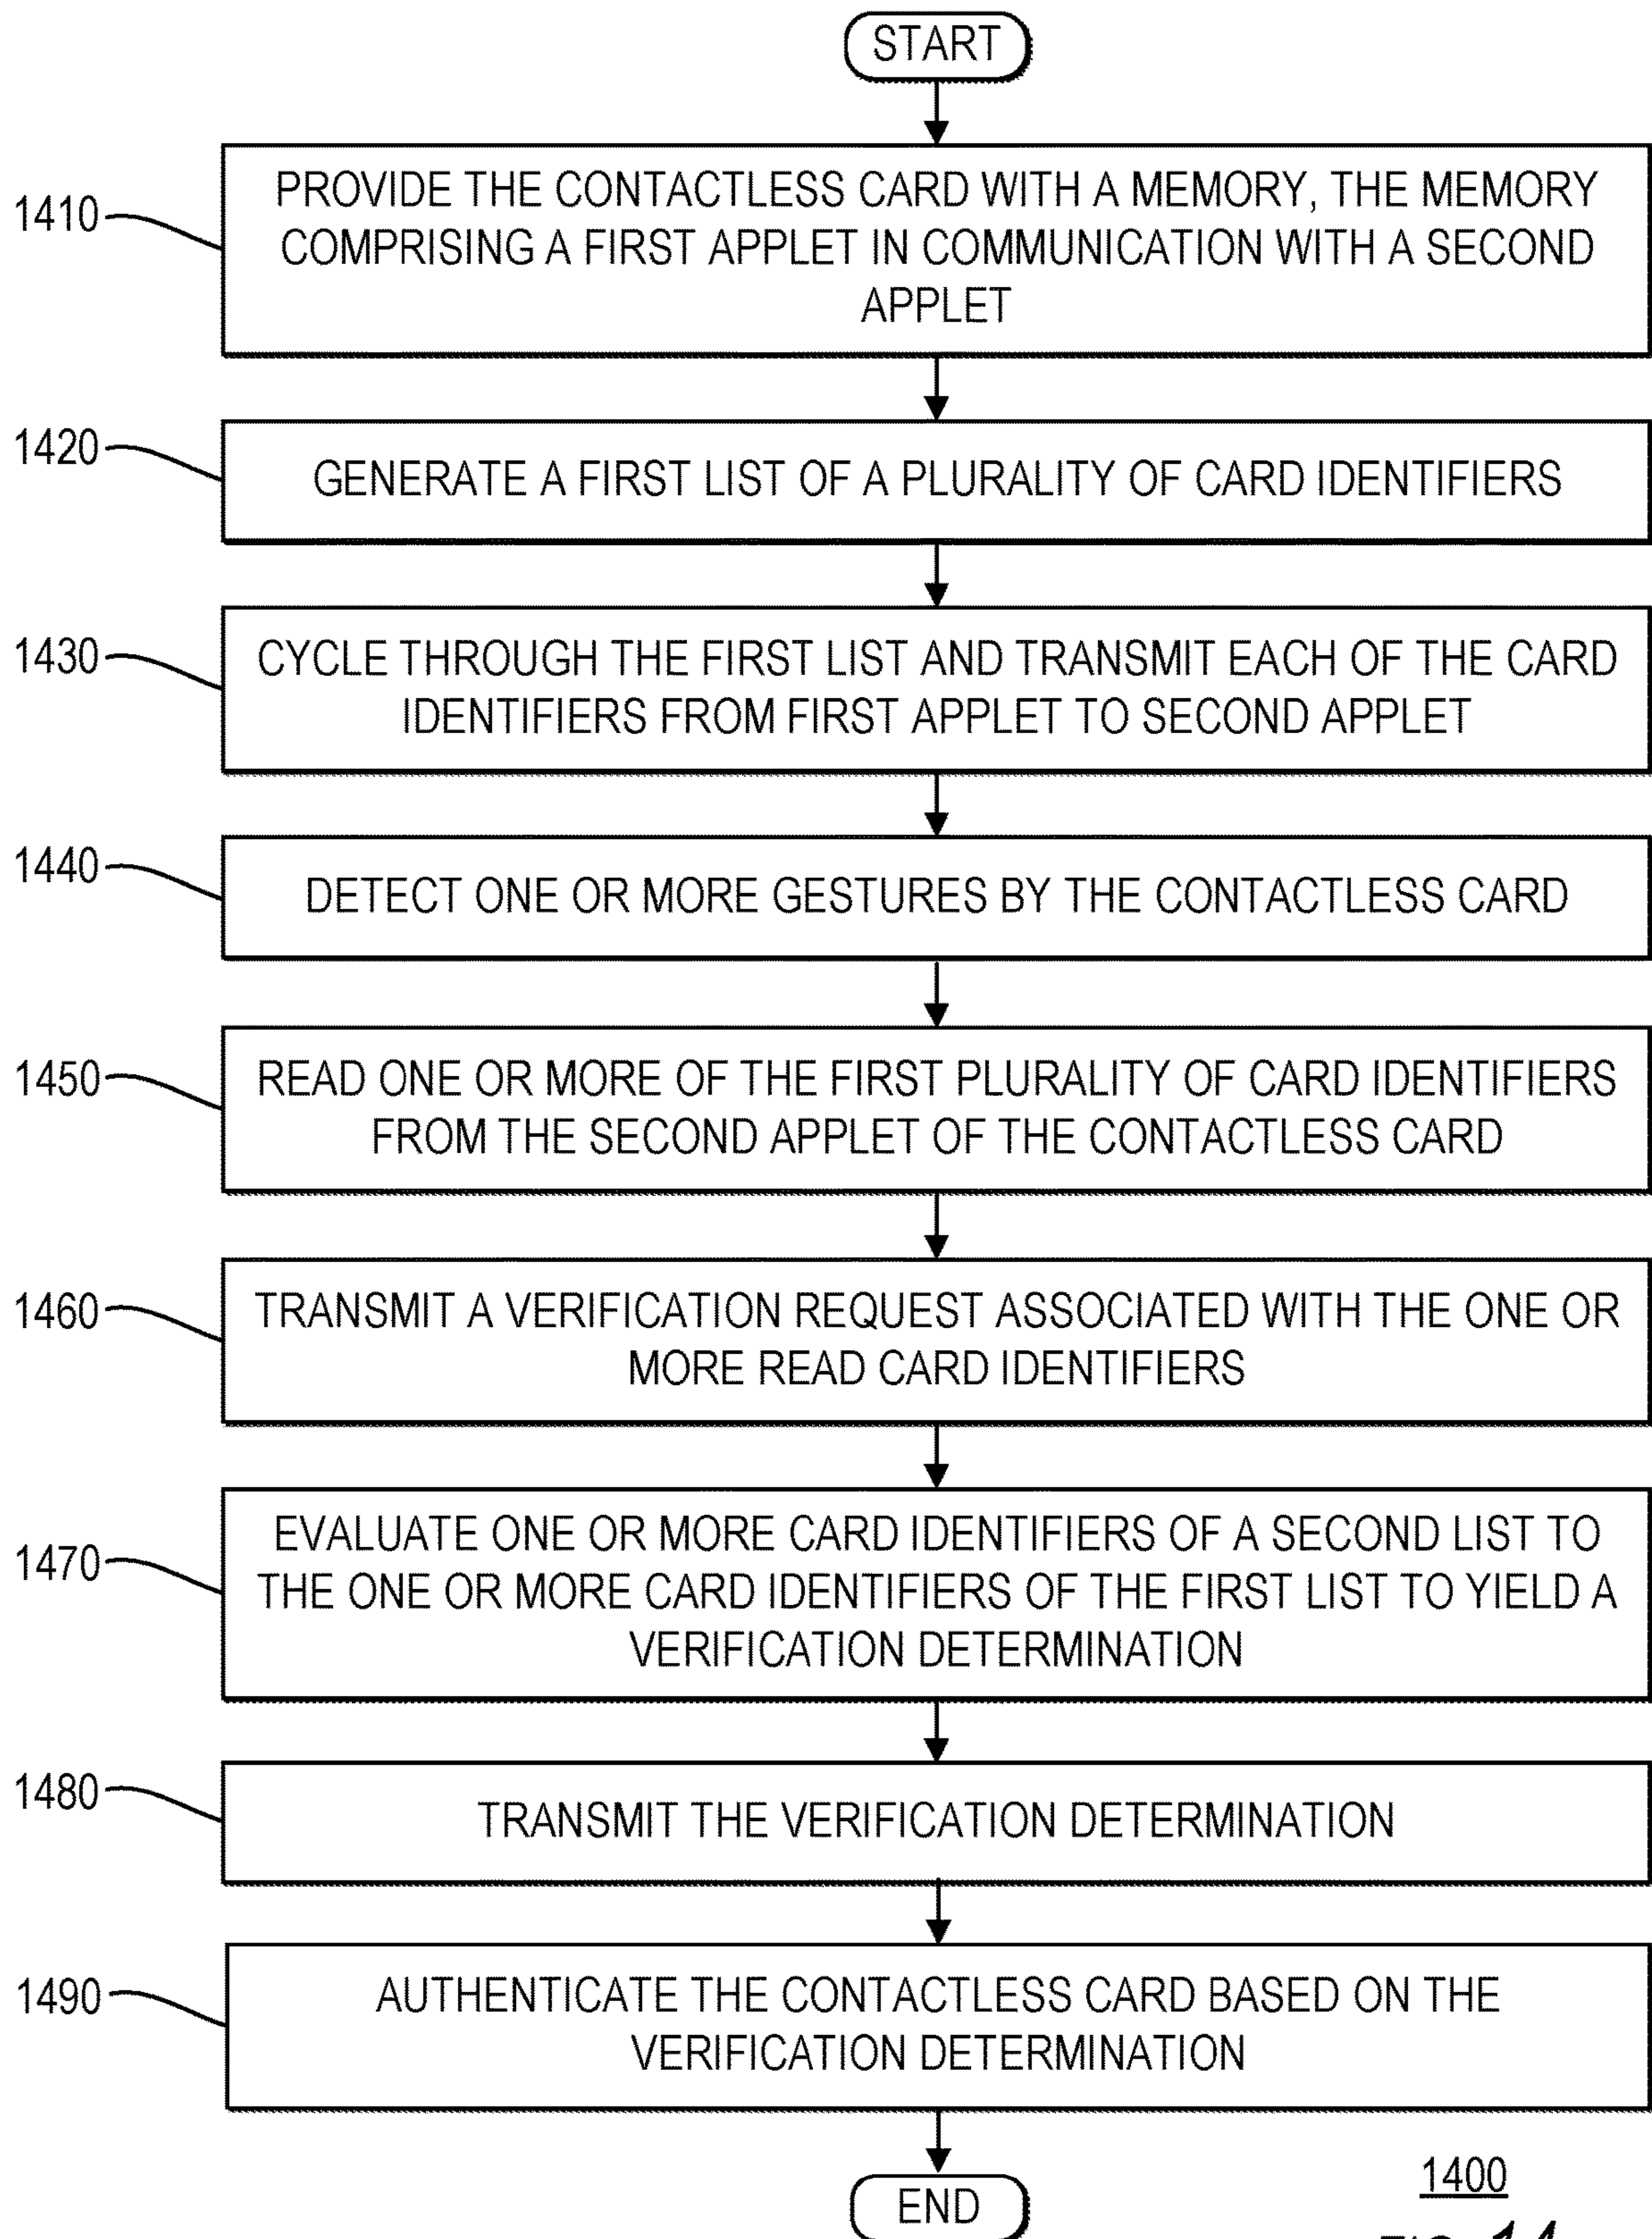 START
1410
PROVIDE THE CONTACTLESS CARD WITH A MEMORY, THE MEMORY
COMPRISING A FIRST APPLET IN COMMUNICATION WITH A SECOND
APPLET
1420
GENERATE A FIRST LIST OF A PLURALITY OF CARD IDENTIFIERS
1430
CYCLE THROUGH THE FIRST LIST AND TRANSMIT EACH OF THE CARD
IDENTIFIERS FROM FIRST APPLET TO SECOND APPLET
1440
DETECT ONE OR MORE GESTURES BY THE CONTACTLESS CARD
1450
READ ONE OR MORE OF THE FIRST PLURALITY OF CARD IDENTIFIERS
FROM THE SECOND APPLET OF THE CONTACTLESS CARD
1460
TRANSMIT A VERIFICATION REQUEST ASSOCIATED WITH THE ONE OR
MORE READ CARD IDENTIFIERS
1470
EVALUATE ONE OR MORE CARD IDENTIFIERS OF A SECOND LIST TO
THE ONE OR MORE CARD IDENTIFIERS OF THE FIRST LIST TO YIELD A
VERIFICATION DETERMINATION
1480
TRANSMIT THE VERIFICATION DETERMINATION
1490
AUTHENTICATE THE CONTACTLESS CARD BASED ON THE
VERIFICATION DETERMINATION
END
1400
FIG. 14